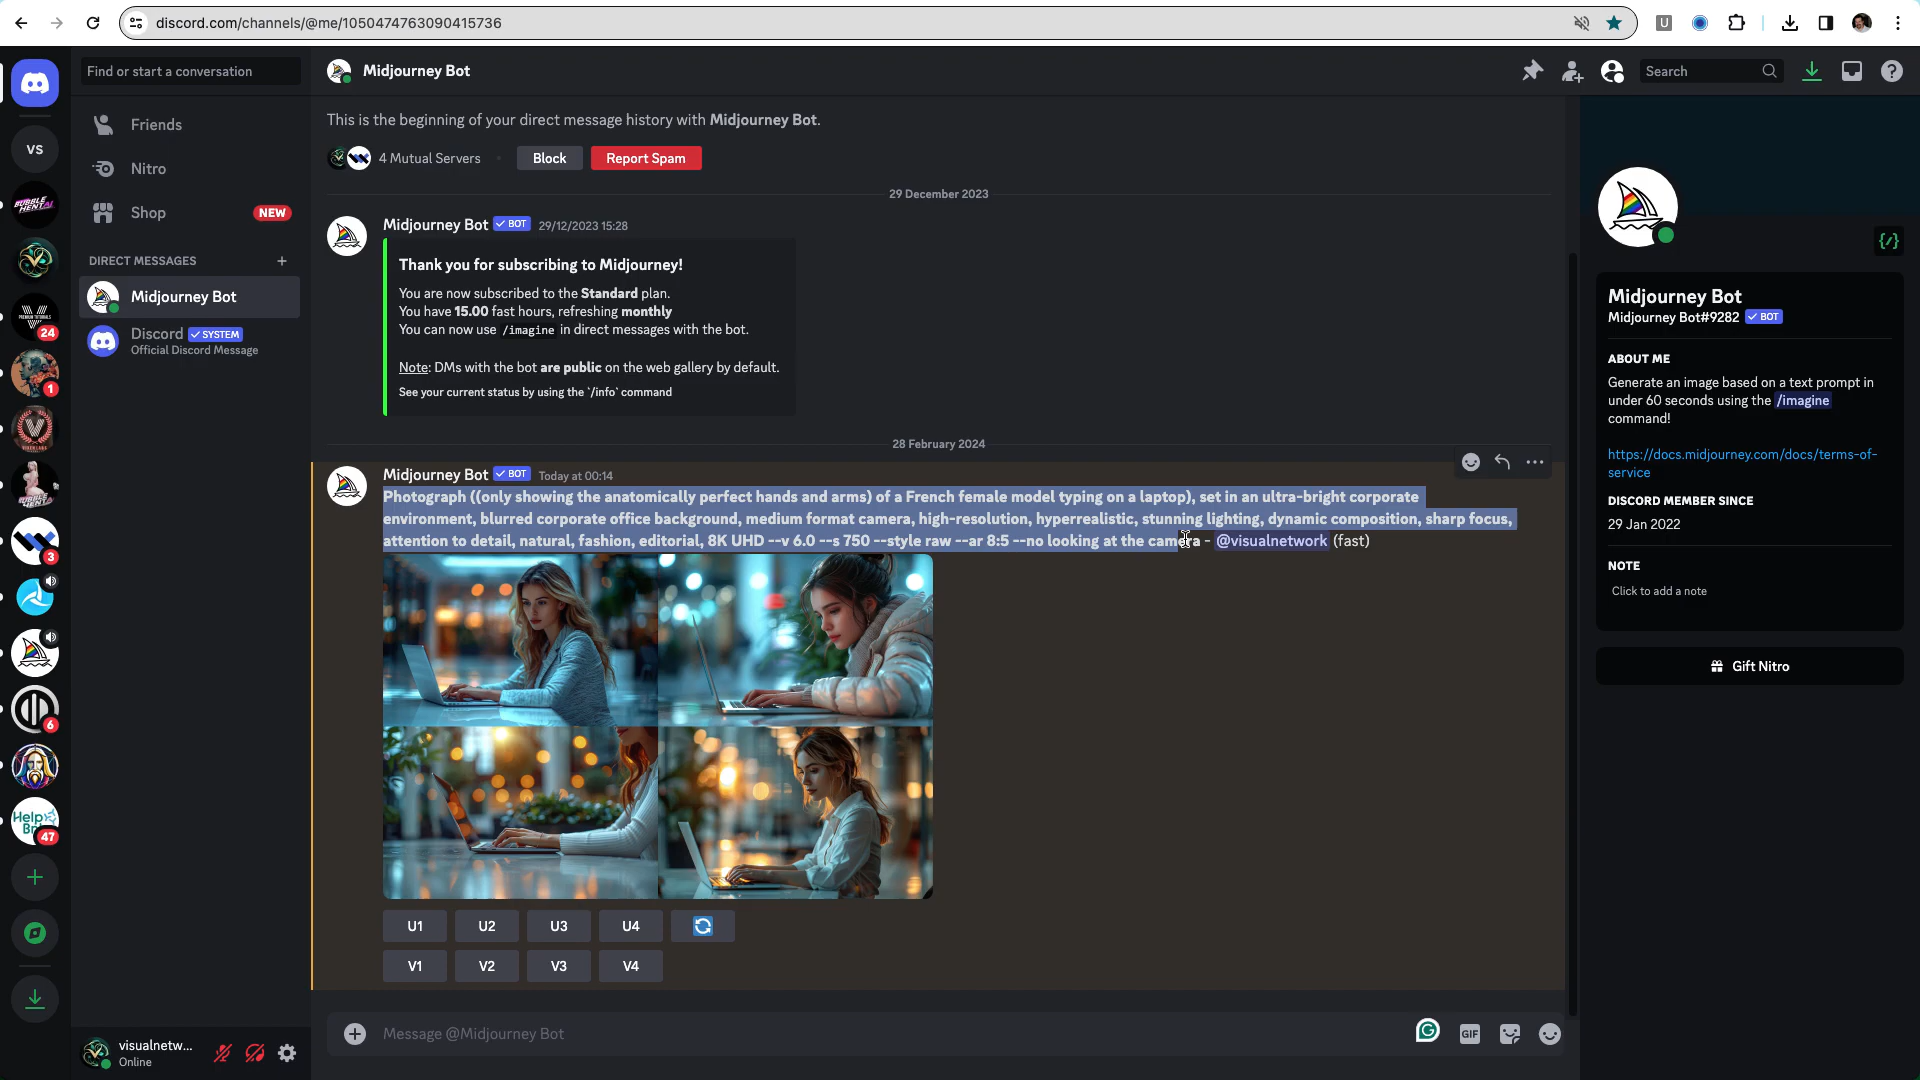 discord.com/channels/@me/1050474763090415736
Find or start a conversation
Midjourney Bot
Search
VS
Friends
Nitro
Shop
NEW
DIRECT MESSAGES
Midjourney Bot
Discord SYSTEM
Official Discord Message
24
1
3
6
Help
47
This is the beginning of your direct message history with Midjourney Bot.
4 Mutual Servers
Block
Report Spam
29 December 2023
Midjourney Bot BOT 29/12/2023 15:28
Thank you for subscribing to Midjourney!
You are now subscribed to the Standard plan.
You have 15.00 fast hours, refreshing monthly
You can now use /imagine in direct messages with the bot.
Note: DMs with the bot are public on the web gallery by default.
See your current status by using the `/info` command
28 February 2024
Midjourney Bot BOT Today at 00:14
Photograph ((only showing the anatomically perfect hands and arms) of a French female model typing on a laptop), set in an ultra-bright corporate
environment, blurred corporate office background, medium format camera, high-resolution, hyperrealistic, stunning lighting, dynamic composition, sharp focus,
attention to detail, natural, fashion, editorial, 8K UHD --v 6.0 --s 750 --style raw --ar 8:5 --no looking at the camera - @visualnetwork (fast)
U1
U2
U3
U4
V1
V2
V3
V4
Message @Midjourney Bot
GIF
visualnetw...
Online
Midjourney Bot
Midjourney Bot#9282 BOT
ABOUT ME
Generate an image based on a text prompt in
under 60 seconds using the /imagine
command!
https://docs.midjourney.com/docs/terms-of-
service
DISCORD MEMBER SINCE
29 Jan 2022
NOTE
Click to add a note
Gift Nitro